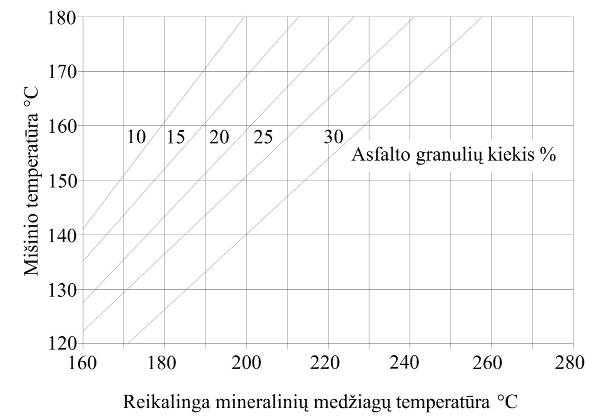 180
170
160
150
140
130
120
Mišinio temperatūra °C
10 15 20 25 30
Asfalto granulių kiekis %
160 180 200 220 240 260 280
Reikalinga mineralinių medžiagų temperatūra °C